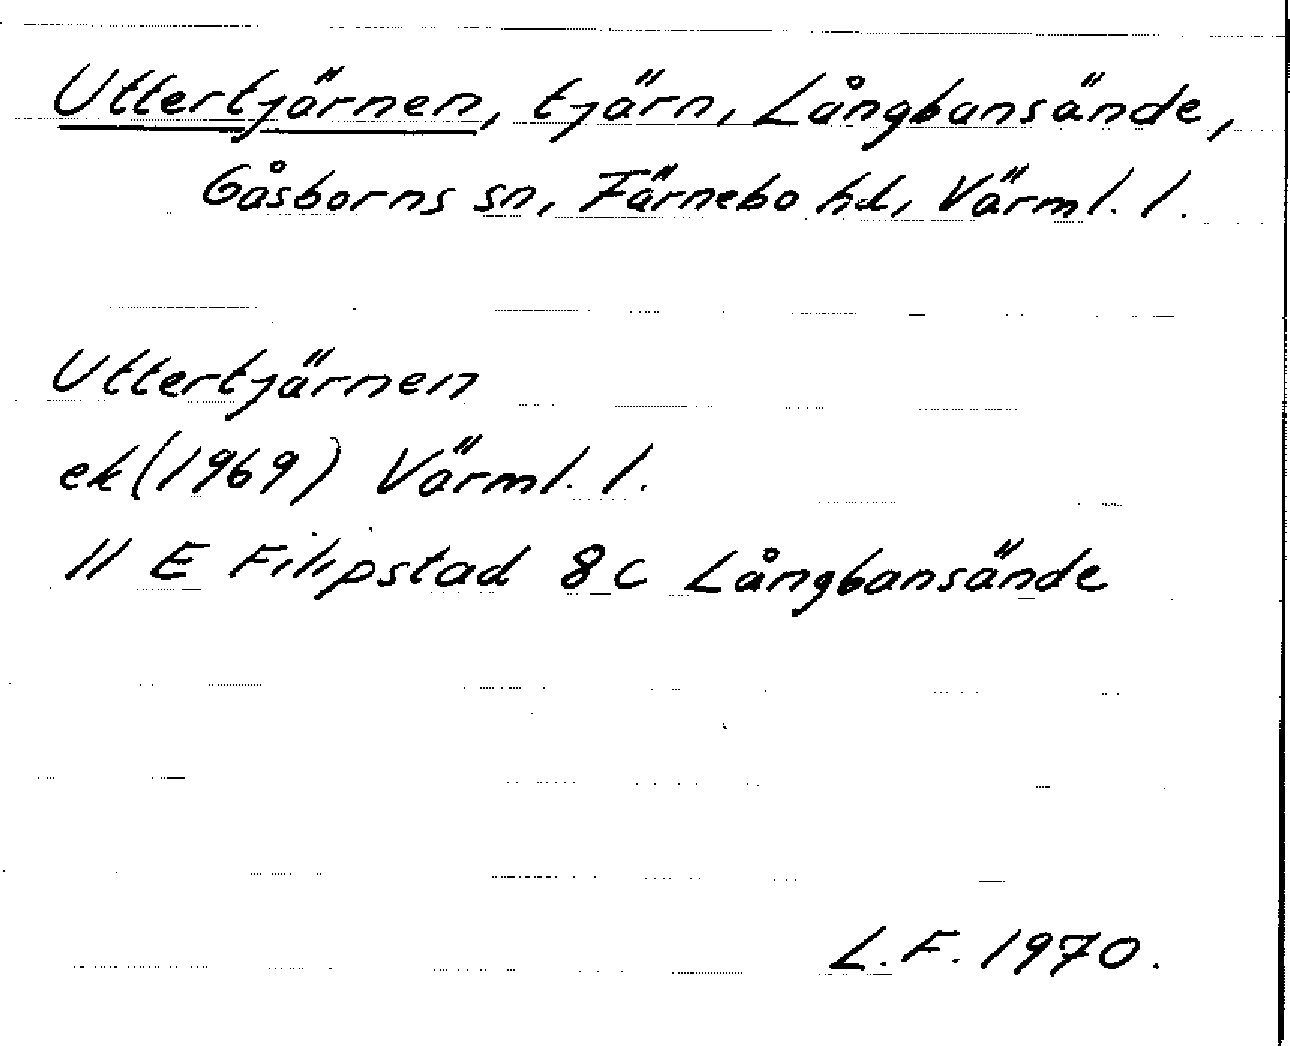 Uttertjärnen, tjärn, Långbansände,
Gåsborns sn, Färnebo hd, Värml. l.
Uttertjärnen
ek(1969) Värml. l.
11 E Filipstad 8c Långbansände
L.F. 1970.